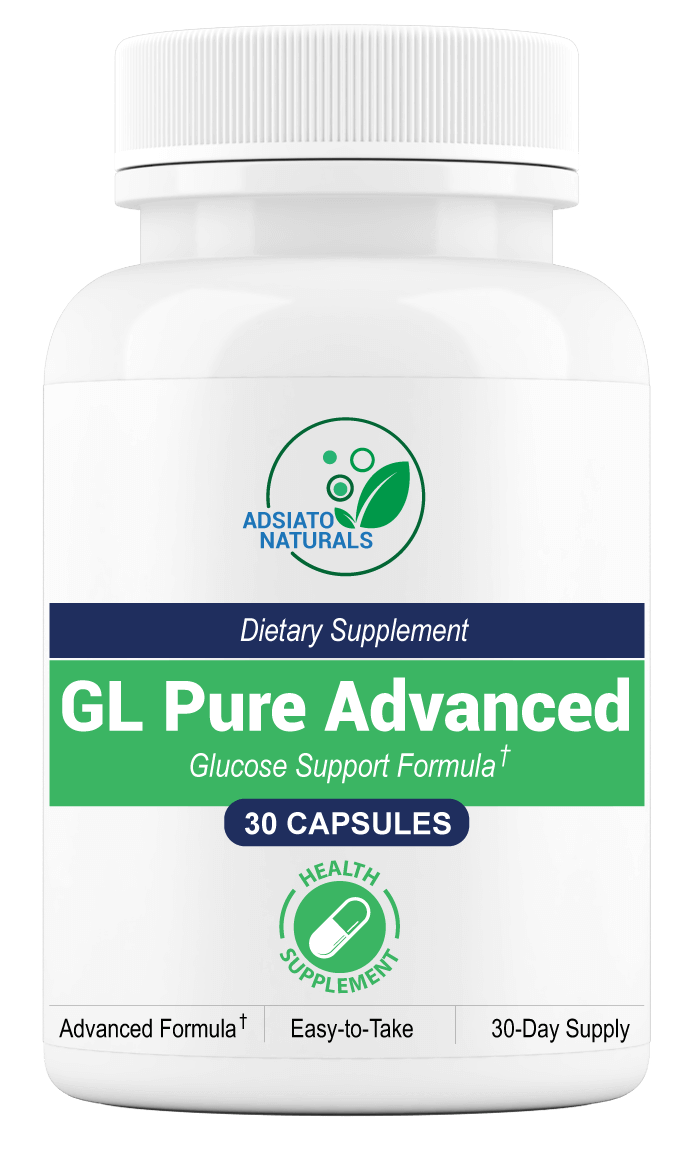 ADSIATO
NATURALS
Dietary Supplement
GL Pure Advanced
Glucose Support Formula†
30 CAPSULES
HEALTH
SUPPLEMENT
Advanced Formula† Easy-to-Take 30-Day Supply